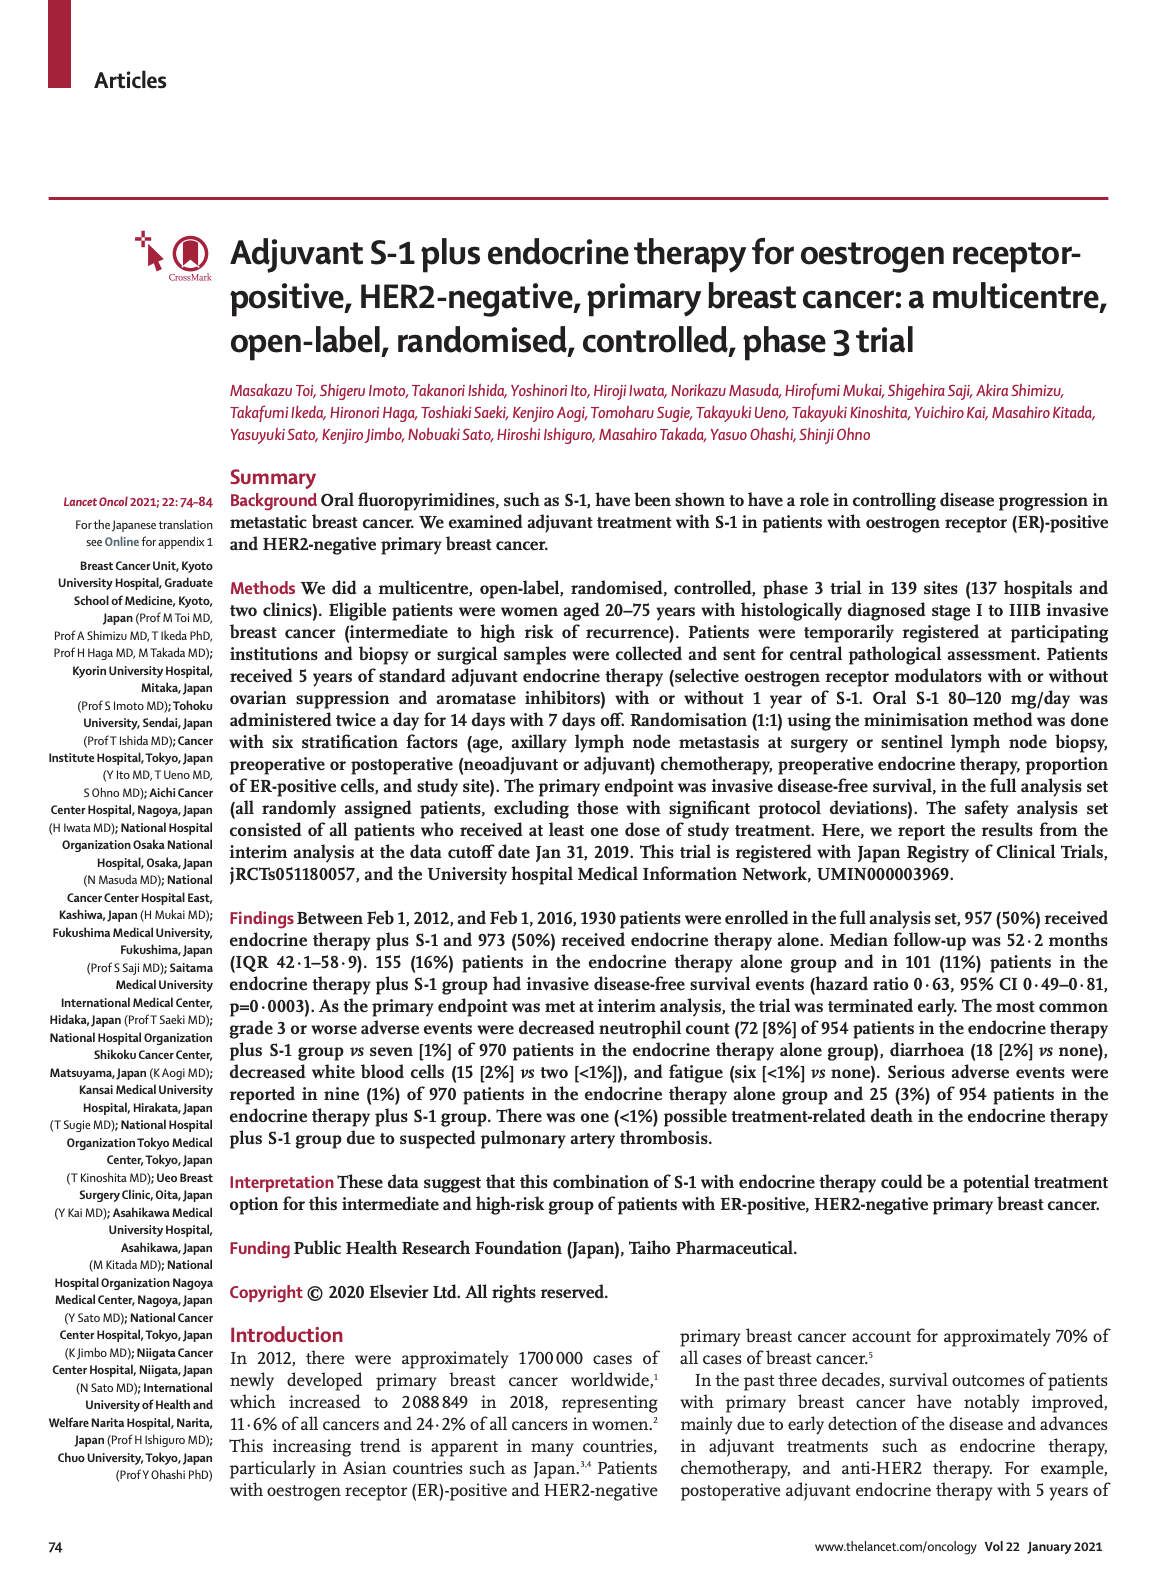 Articles
CrossMark
Adjuvant S-1 plus endocrine therapy for oestrogen receptor-
positive, HER2-negative, primary breast cancer: a multicentre,
open-label, randomised, controlled, phase 3 trial
Masakazu Toi, Shigeru Imoto, Takanori Ishida, Yoshinori Ito, Hiroji Iwata, Norikazu Masuda, Hirofumi Mukai, Shigehira Saji, Akira Shimizu,
Takafumi Ikeda, Hironori Haga, Toshiaki Saeki, Kenjiro Aogi, Tomoharu Sugie, Takayuki Ueno, Takayuki Kinoshita, Yuichiro Kai, Masahiro Kitada,
Yasuyuki Sato, Kenjiro Jimbo, Nobuaki Sato, Hiroshi Ishiguro, Masahiro Takada, Yasuo Ohashi, Shinji Ohno
Lancet Oncol 2021; 22: 74–84
For the Japanese translation
see Online for appendix 1
Breast Cancer Unit, Kyoto
University Hospital, Graduate
School of Medicine, Kyoto,
Japan (Prof M Toi MD,
Prof A Shimizu MD, T Ikeda PhD,
Prof H Haga MD, M Takada MD);
Kyorin University Hospital,
Mitaka, Japan
(Prof S Imoto MD); Tohoku
University, Sendai, Japan
(Prof T Ishida MD); Cancer
Institute Hospital, Tokyo, Japan
(Y Ito MD, T Ueno MD,
S Ohno MD); Aichi Cancer
Center Hospital, Nagoya, Japan
(H Iwata MD); National Hospital
Organization Osaka National
Hospital, Osaka, Japan
(N Masuda MD); National
Cancer Center Hospital East,
Kashiwa, Japan (H Mukai MD);
Fukushima Medical University,
Fukushima, Japan
(Prof S Saji MD); Saitama
Medical University
International Medical Center,
Hidaka, Japan (Prof T Saeki MD);
National Hospital Organization
Shikoku Cancer Center,
Matsuyama, Japan (K Aogi MD);
Kansai Medical University
Hospital, Hirakata, Japan
(T Sugie MD); National Hospital
Organization Tokyo Medical
Center, Tokyo, Japan
(T Kinoshita MD); Ueo Breast
Surgery Clinic, Oita, Japan
(Y Kai MD); Asahikawa Medical
University Hospital,
Asahikawa, Japan
(M Kitada MD); National
Hospital Organization Nagoya
Medical Center, Nagoya, Japan
(Y Sato MD); National Cancer
Center Hospital, Tokyo, Japan
(K Jimbo MD); Niigata Cancer
Center Hospital, Niigata, Japan
(N Sato MD); International
University of Health and
Welfare Narita Hospital, Narita,
Japan (Prof H Ishiguro MD);
Chuo University, Tokyo, Japan
(Prof Y Ohashi PhD)
Summary
Background Oral fluoropyrimidines, such as S-1, have been shown to have a role in controlling disease progression in
metastatic breast cancer. We examined adjuvant treatment with S-1 in patients with oestrogen receptor (ER)-positive
and HER2-negative primary breast cancer.
Methods We did a multicentre, open-label, randomised, controlled, phase 3 trial in 139 sites (137 hospitals and
two clinics). Eligible patients were women aged 20–75 years with histologically diagnosed stage I to IIIB invasive
breast cancer (intermediate to high risk of recurrence). Patients were temporarily registered at participating
institutions and biopsy or surgical samples were collected and sent for central pathological assessment. Patients
received 5 years of standard adjuvant endocrine therapy (selective oestrogen receptor modulators with or without
ovarian suppression and aromatase inhibitors) with or without 1 year of S-1. Oral S-1 80–120 mg/day was
administered twice a day for 14 days with 7 days off. Randomisation (1:1) using the minimisation method was done
with six stratification factors (age, axillary lymph node metastasis at surgery or sentinel lymph node biopsy,
preoperative or postoperative (neoadjuvant or adjuvant) chemotherapy, preoperative endocrine therapy, proportion
of ER-positive cells, and study site). The primary endpoint was invasive disease-free survival, in the full analysis set
(all randomly assigned patients, excluding those with significant protocol deviations). The safety analysis set
consisted of all patients who received at least one dose of study treatment. Here, we report the results from the
interim analysis at the data cutoff date Jan 31, 2019. This trial is registered with Japan Registry of Clinical Trials,
jRCTs051180057, and the University hospital Medical Information Network, UMIN000003969.
Findings Between Feb 1, 2012, and Feb 1, 2016, 1930 patients were enrolled in the full analysis set, 957 (50%) received
endocrine therapy plus S-1 and 973 (50%) received endocrine therapy alone. Median follow-up was 52·2 months
(IQR 42·1–58·9). 155 (16%) patients in the endocrine therapy alone group and in 101 (11%) patients in the
endocrine therapy plus S-1 group had invasive disease-free survival events (hazard ratio 0·63, 95% CI 0·49–0·81,
p=0·0003). As the primary endpoint was met at interim analysis, the trial was terminated early. The most common
grade 3 or worse adverse events were decreased neutrophil count (72 [8%] of 954 patients in the endocrine therapy
plus S-1 group vs seven [1%] of 970 patients in the endocrine therapy alone group), diarrhoea (18 [2%] vs none),
decreased white blood cells (15 [2%] vs two [<1%]), and fatigue (six [<1%] vs none). Serious adverse events were
reported in nine (1%) of 970 patients in the endocrine therapy alone group and 25 (3%) of 954 patients in the
endocrine therapy plus S-1 group. There was one (<1%) possible treatment-related death in the endocrine therapy
plus S-1 group due to suspected pulmonary artery thrombosis.
Interpretation These data suggest that this combination of S-1 with endocrine therapy could be a potential treatment
option for this intermediate and high-risk group of patients with ER-positive, HER2-negative primary breast cancer.
Funding Public Health Research Foundation (Japan), Taiho Pharmaceutical.
Copyright © 2020 Elsevier Ltd. All rights reserved.
Introduction
In 2012, there were approximately 1700000 cases of
newly developed primary breast cancer worldwide,1
which increased to 2088849 in 2018, representing
11·6% of all cancers and 24·2% of all cancers in women.2
This increasing trend is apparent in many countries,
particularly in Asian countries such as Japan.3,4 Patients
with oestrogen receptor (ER)-positive and HER2-negative
primary breast cancer account for approximately 70% of
all cases of breast cancer.5
In the past three decades, survival outcomes of patients
with primary breast cancer have notably improved,
mainly due to early detection of the disease and advances
in adjuvant treatments such as endocrine therapy,
chemotherapy, and anti-HER2 therapy. For example,
postoperative adjuvant endocrine therapy with 5 years of
74
www.thelancet.com/oncology Vol 22 January 2021